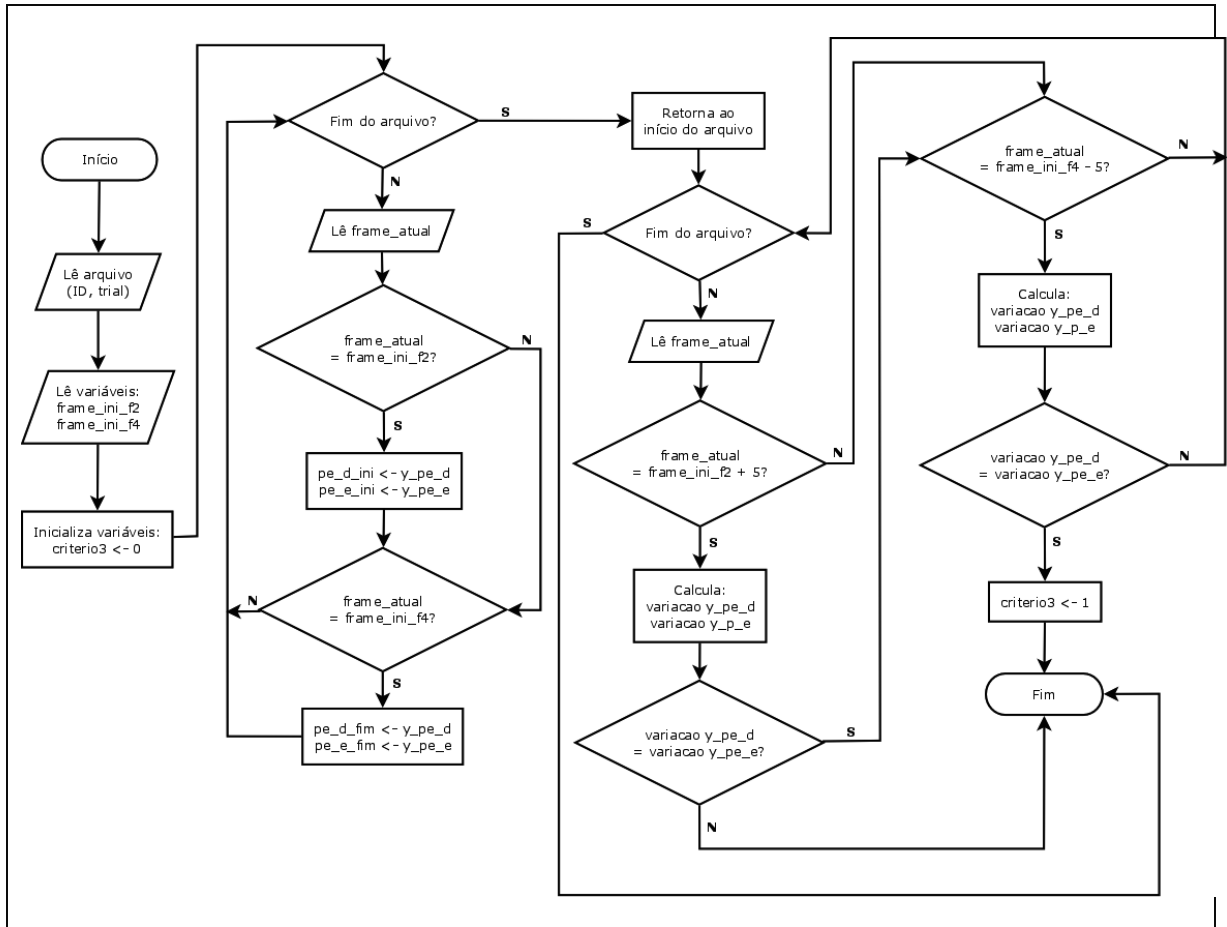 Início
Lê arquivo
(ID, trial)
Lê variáveis:
frame_ini_f2
frame_ini_f4
Inicializa variáveis:
criterio3 <- 0
Fim do arquivo?
S
N
Lê frame_atual
frame_atual
= frame_ini_f2?
N
S
pe_d_ini <- y_pe_d
pe_e_ini <- y_pe_e
frame_atual
= frame_ini_f4?
N
S
pe_d_fim <- y_pe_d
pe_e_fim <- y_pe_e
Retorna ao
início do arquivo
Fim do arquivo?
S
N
Lê frame_atual
frame_atual
= frame_ini_f2 + 5?
N
S
Calcula:
variacao y_pe_d
variacao y_p_e
variacao y_pe_d
= variacao y_pe_e?
S
N
frame_atual
= frame_ini_f4 - 5?
N
S
Calcula:
variacao y_pe_d
variacao y_p_e
variacao y_pe_d
= variacao y_pe_e?
N
S
criterio3 <- 1
Fim